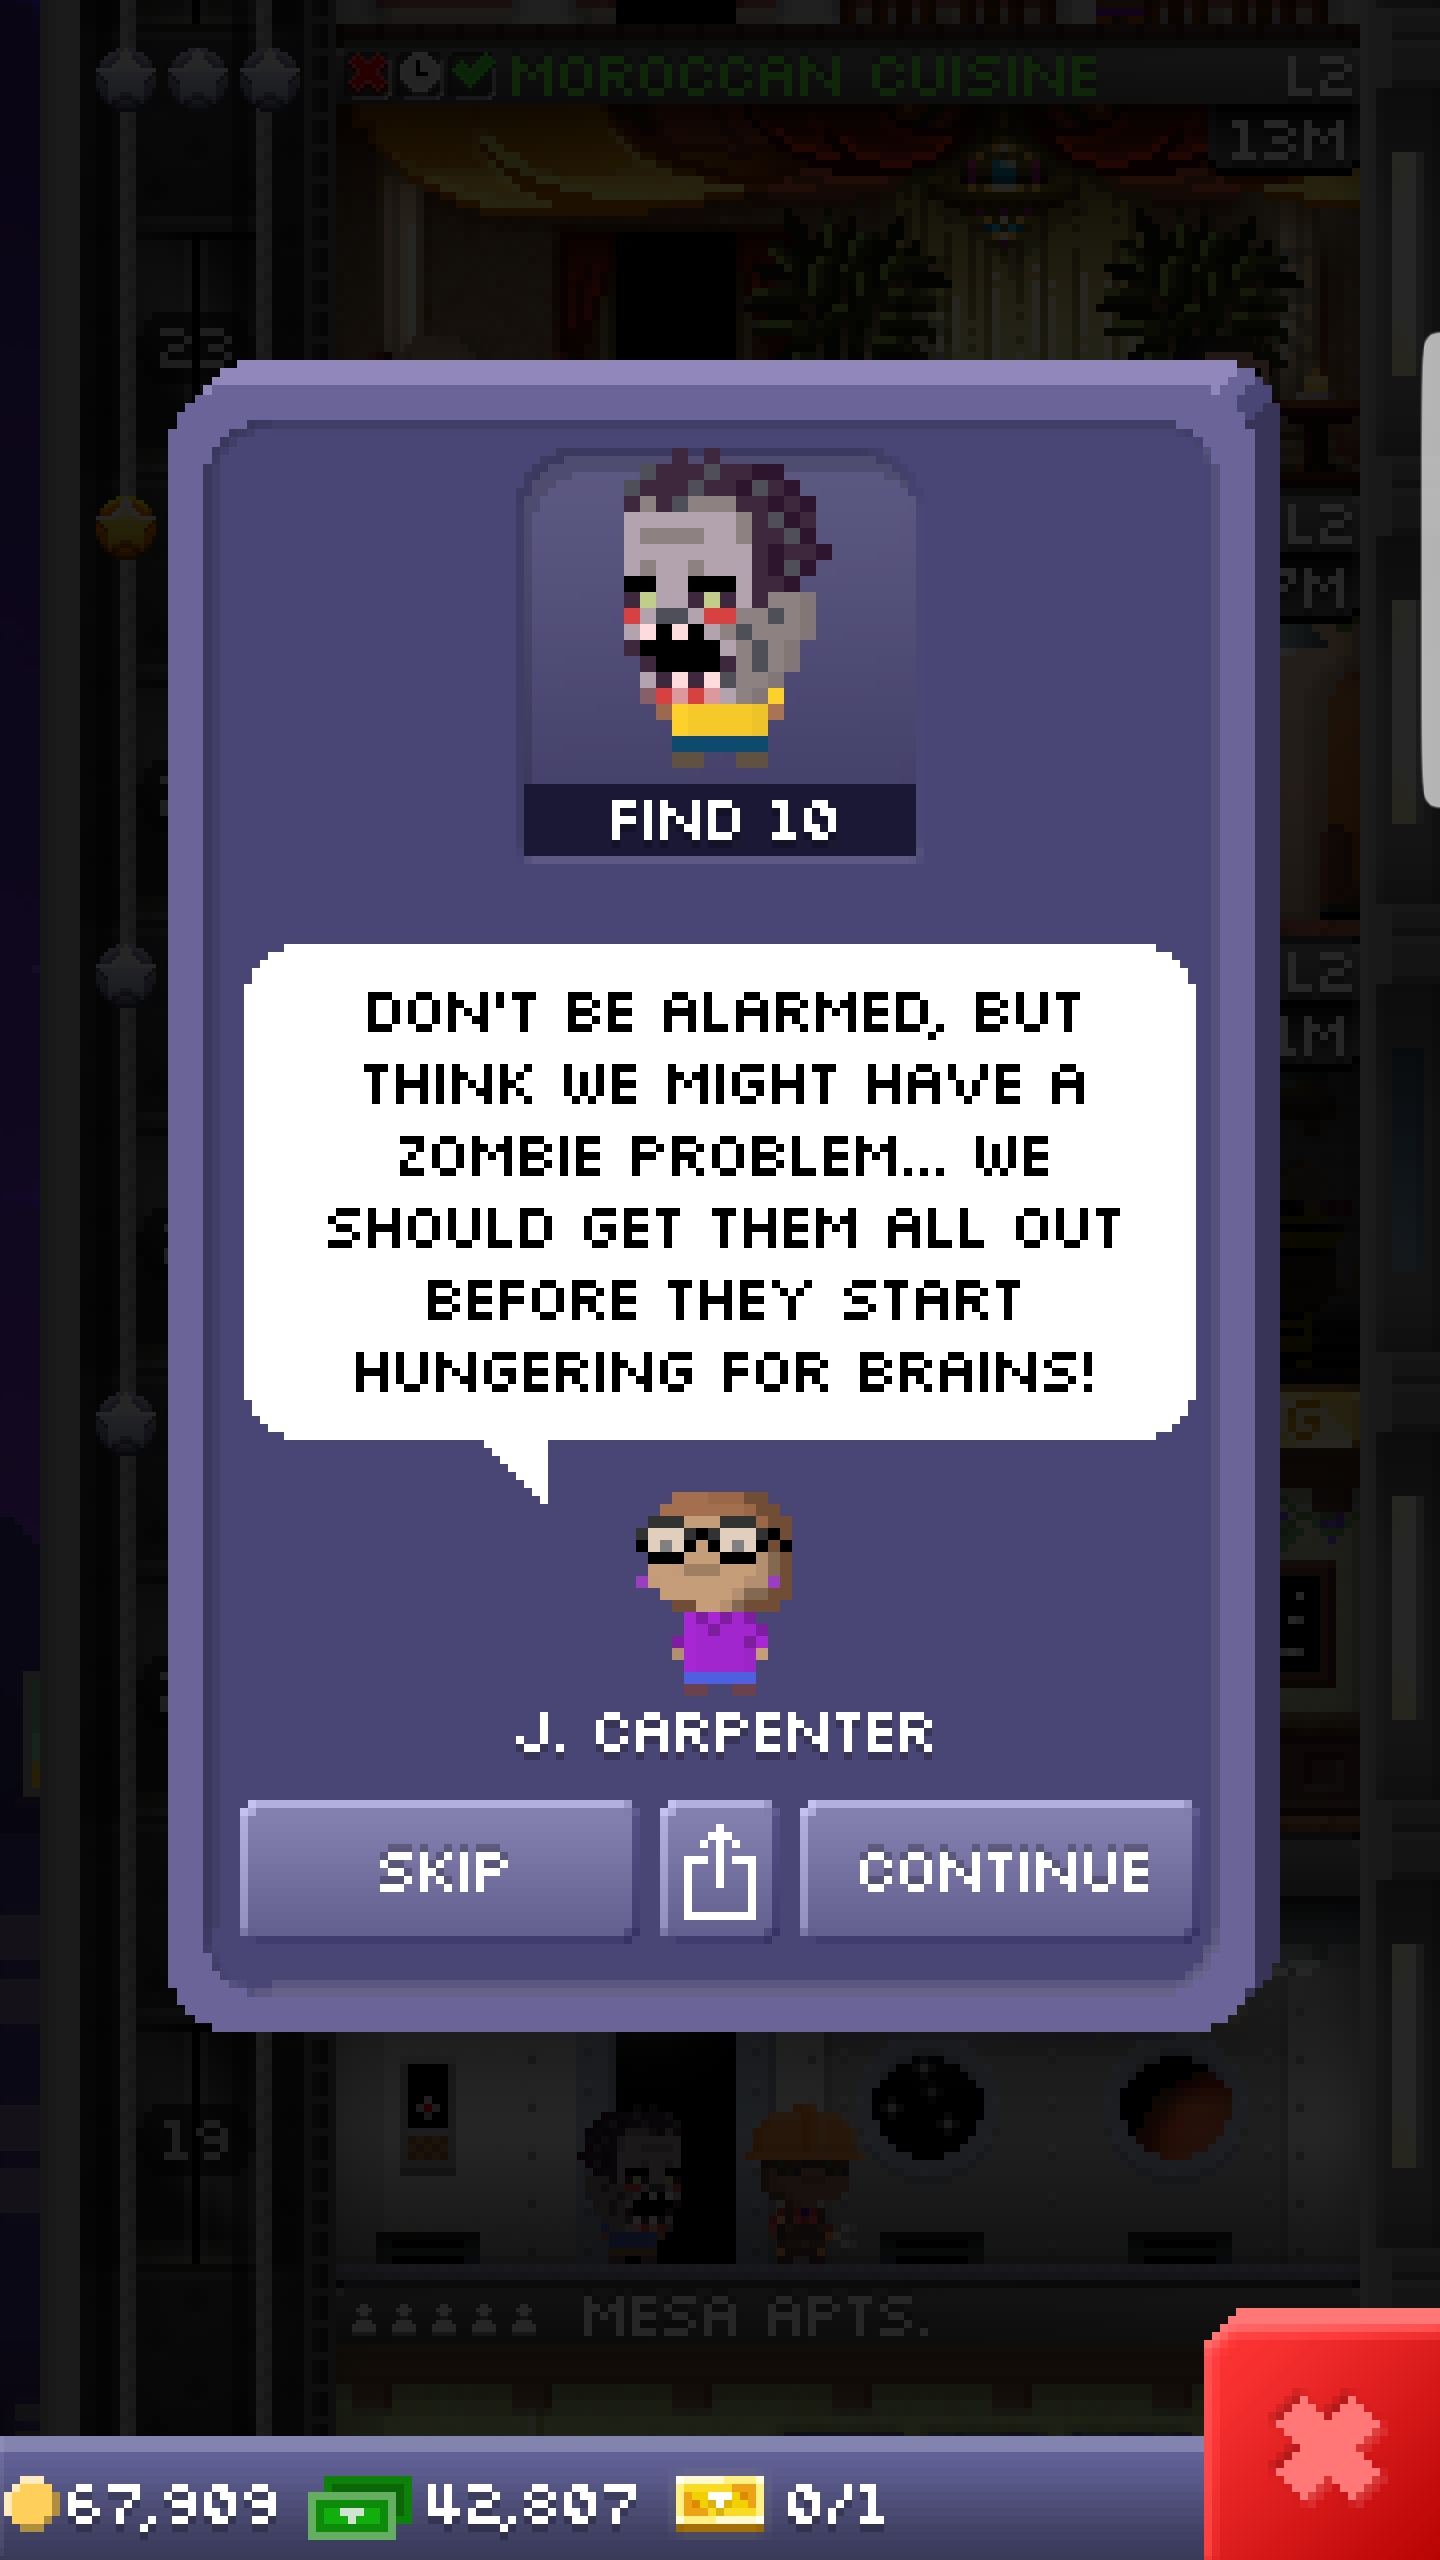 MOROCCAN CUISINE L2
13M
23
L2
PM
FIND 10
L2
1M
DON'T BE ALARMED, BUT
THINK WE MIGHT HAVE A
ZOMBIE PROBLEM... WE
SHOULD GET THEM ALL OUT
BEFORE THEY START
HUNGERING FOR BRAINS!
G
J. CARPENTER
SKIP
CONTINUE
19
MESA APTS.
67,909
42,807
0/1